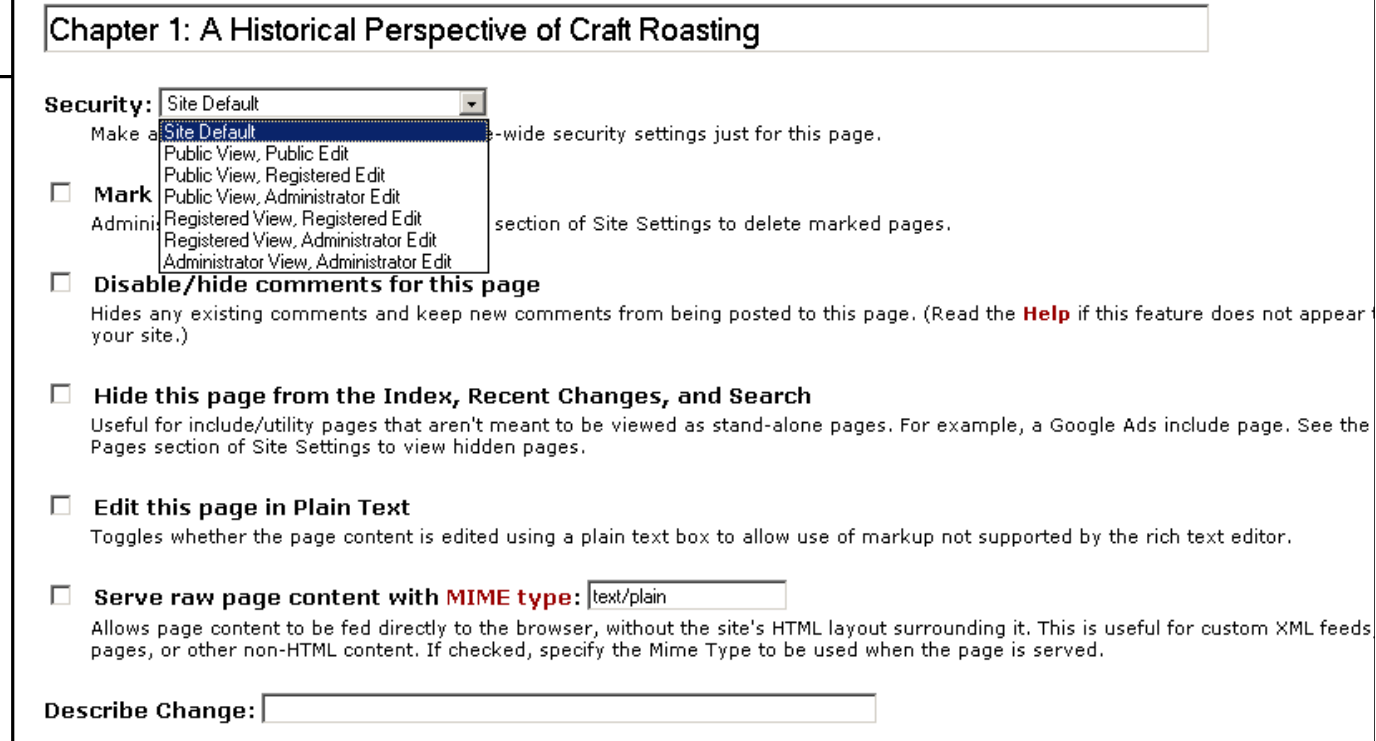 Chapter 1: A Historical Perspective of Craft Roasting
Security: Site Default
Make a
Site Default
e-wide security settings just for this page.
Public View, Public Edit
Public View, Registered Edit
Mark
Public View, Administrator Edit
Adminis
Registered View, Registered Edit
section of Site Settings to delete marked pages.
Registered View, Administrator Edit
Administrator View, Administrator Edit
Disable/hide comments for this page
Hides any existing comments and keep new comments from being posted to this page. (Read the Help if this feature does not appear
your site.)
Hide this page from the Index, Recent Changes, and Search
Useful for include/utility pages that aren't meant to be viewed as stand-alone pages. For example, a Google Ads include page. See the
Pages section of Site Settings to view hidden pages.
Edit this page in Plain Text
Toggles whether the page content is edited using a plain text box to allow use of markup not supported by the rich text editor.
Serve raw page content with MIME type: text/plain
Allows page content to be fed directly to the browser, without the site's HTML layout surrounding it. This is useful for custom XML feeds,
pages, or other non-HTML content. If checked, specify the Mime Type to be used when the page is served.
Describe Change: